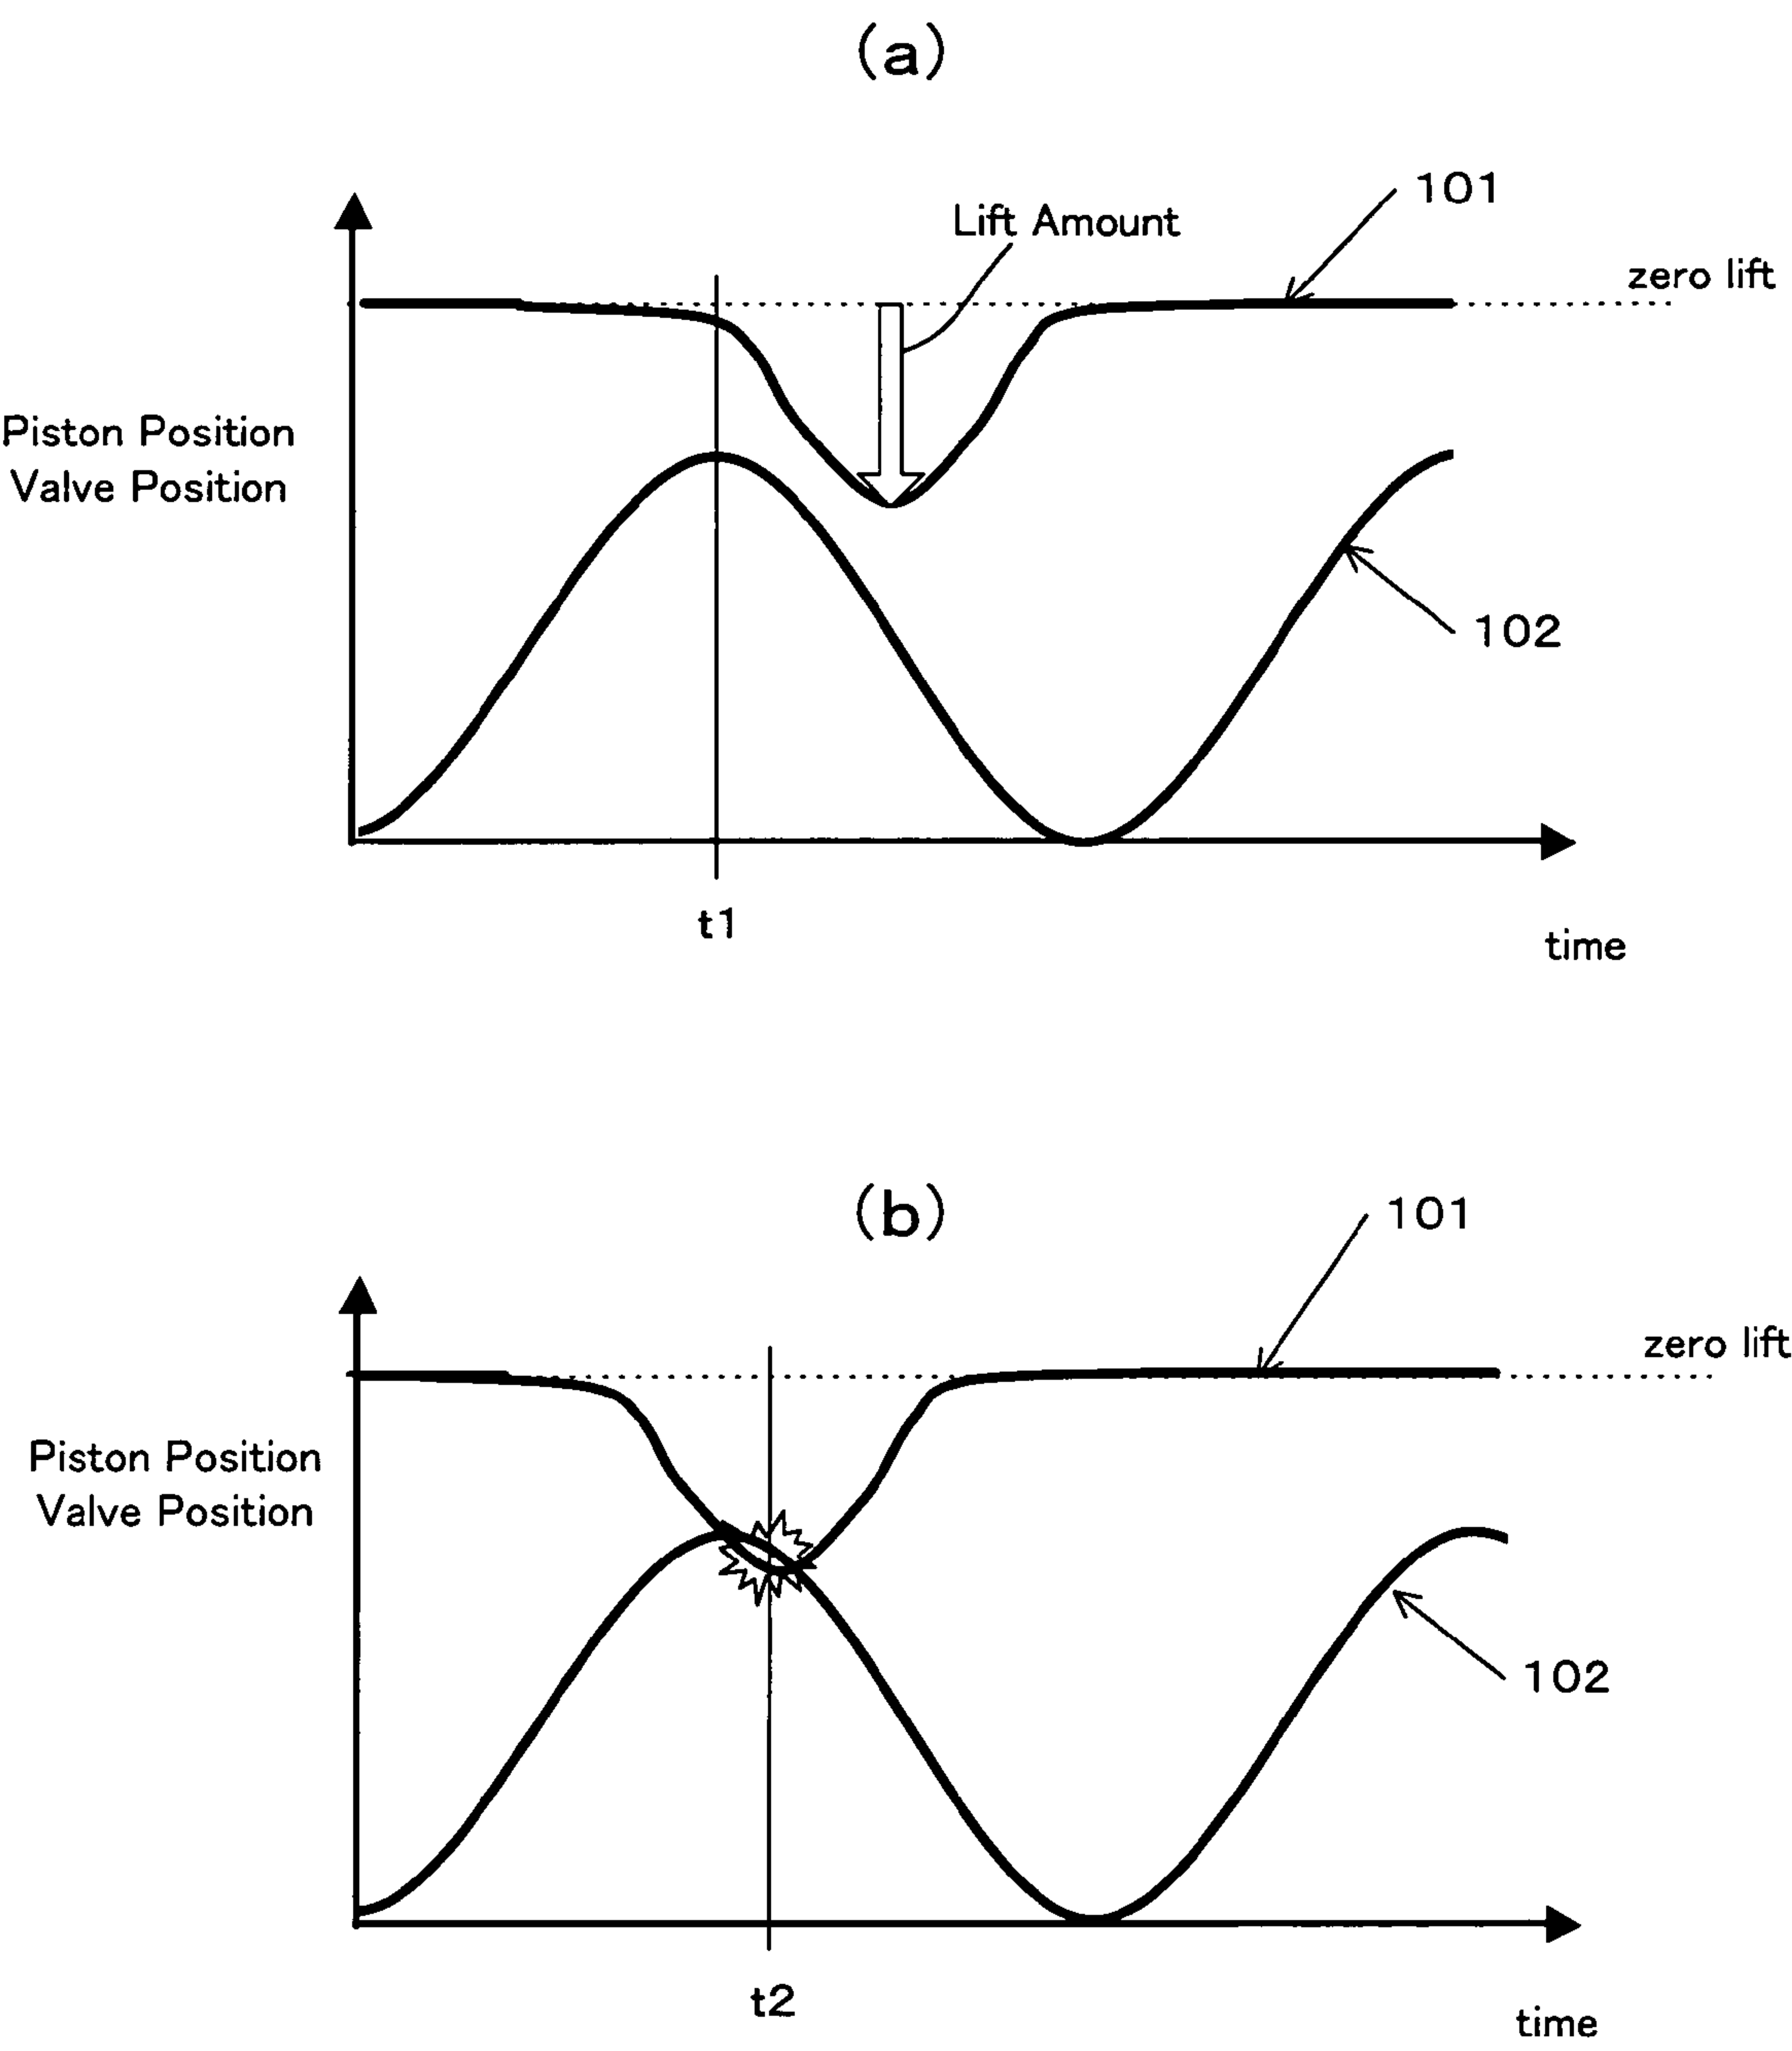 (a)
101
Lift Amount
zero lift
Piston Position
Valve Position
102
t1
time
(b)
101
zero lift
Piston Position
Valve Position
102
t2
time